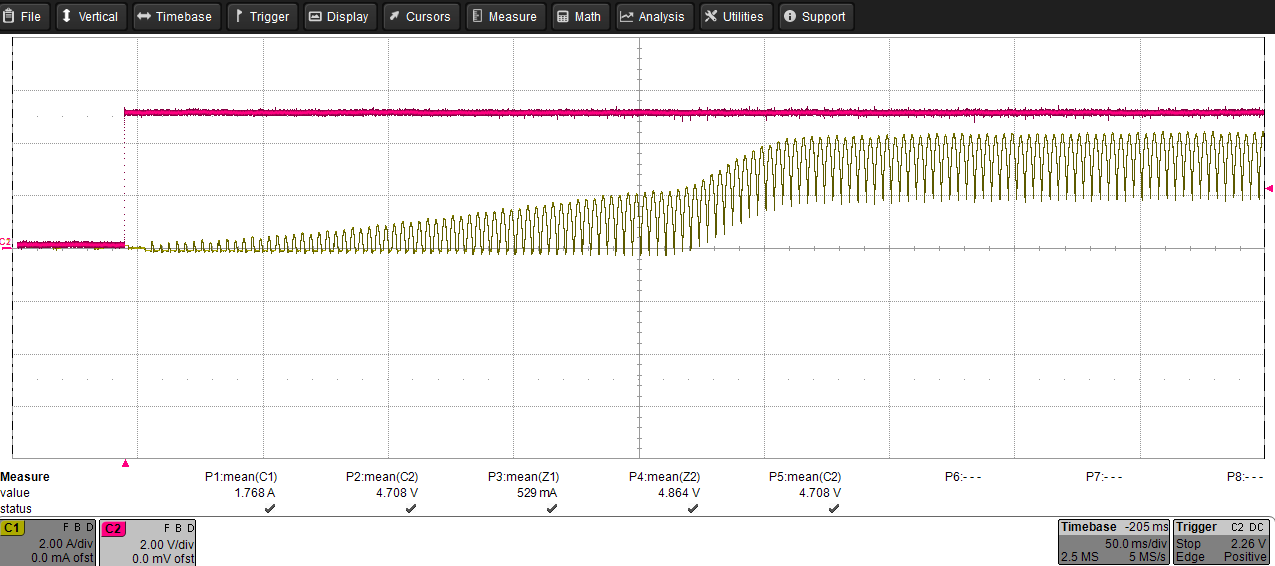 File Vertical Timebase Trigger Display Cursors Measure Math Analysis Utilities Support
C2
Measure P1:mean(C1) P2:mean(C2) P3:mean(Z1) P4:mean(Z2) P5:mean(C2) P6:- - - P7:- - - P8:- - -
value 1.768 A 4.708 V 529 mA 4.864 V 4.708 V
status
C1 F B D C2 F B D Timebase -205 ms Trigger C2 DC
2.00 A/div 2.00 V/div 50.0 ms/div Stop 2.26 V
0.0 mA ofst 0.0 mV ofst 2.5 MS 5 MS/s Edge Positive